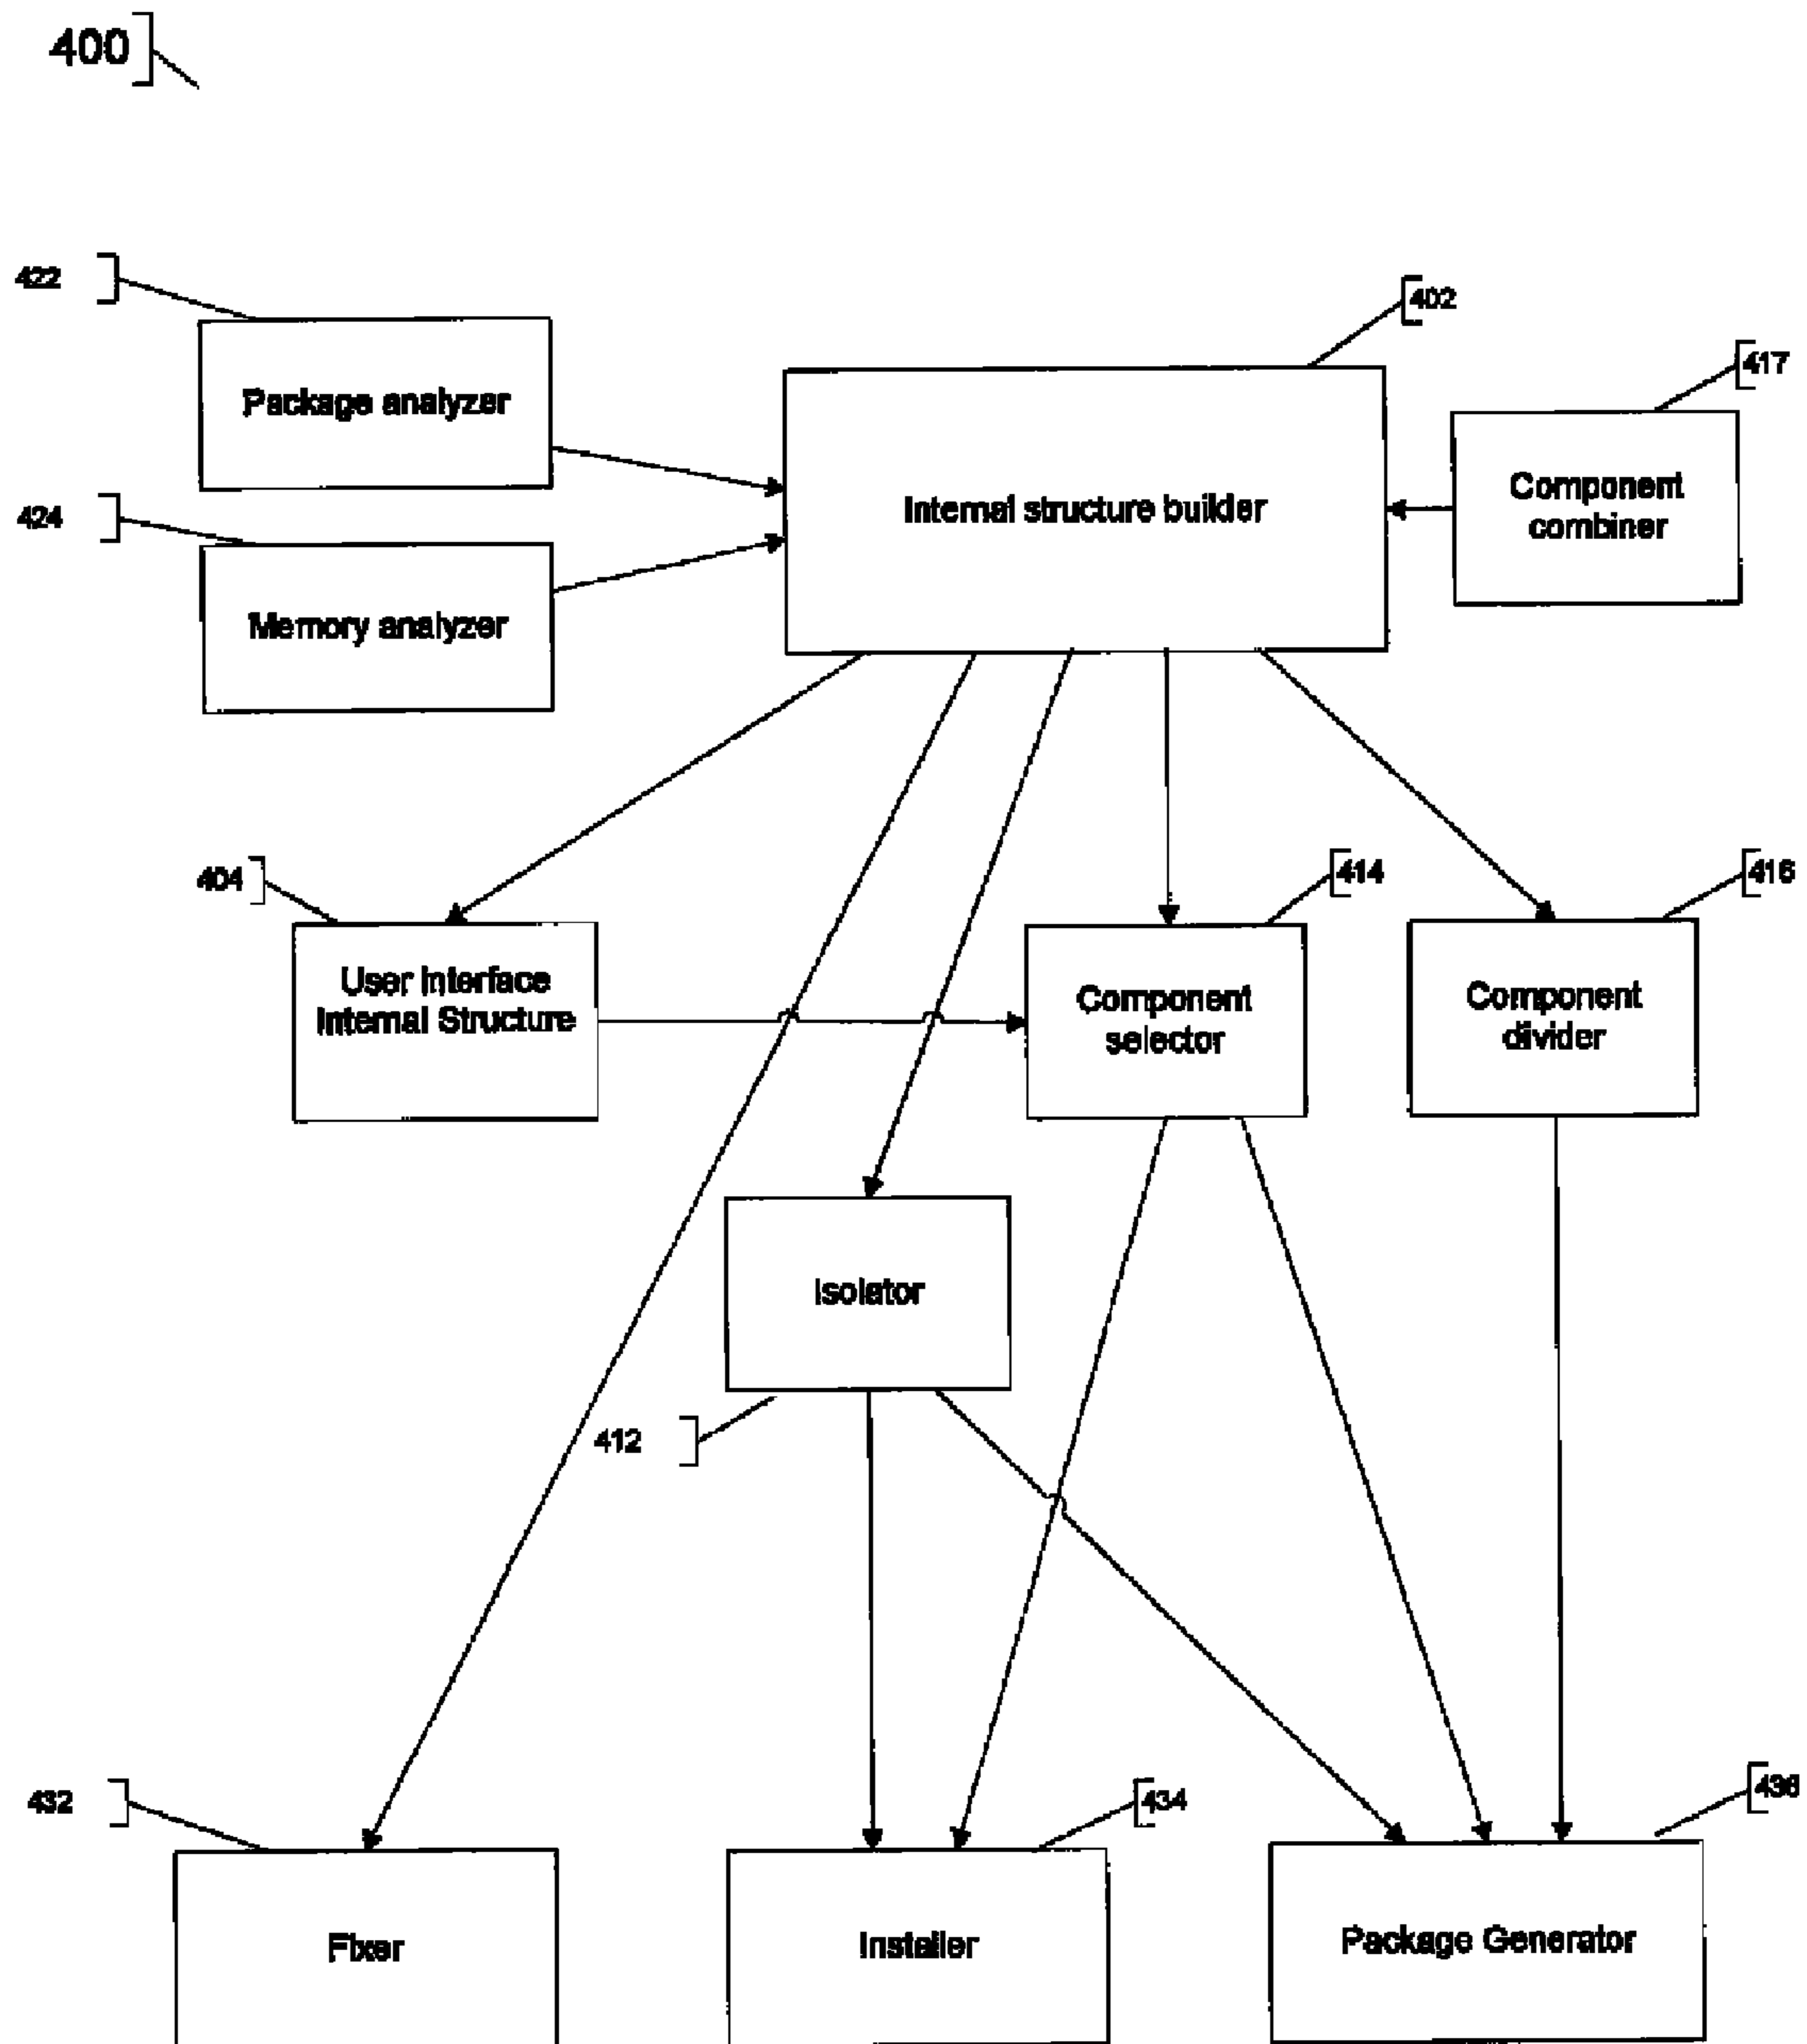 400
422
402
417
Package analyzer
Internal structure builder
Component
combiner
424
Memory analyzer
404
414
416
User Interface
Internal Structure
Component
selector
Component
divider
Isolator
412
432
434
436
Fixer
Installer
Package Generator